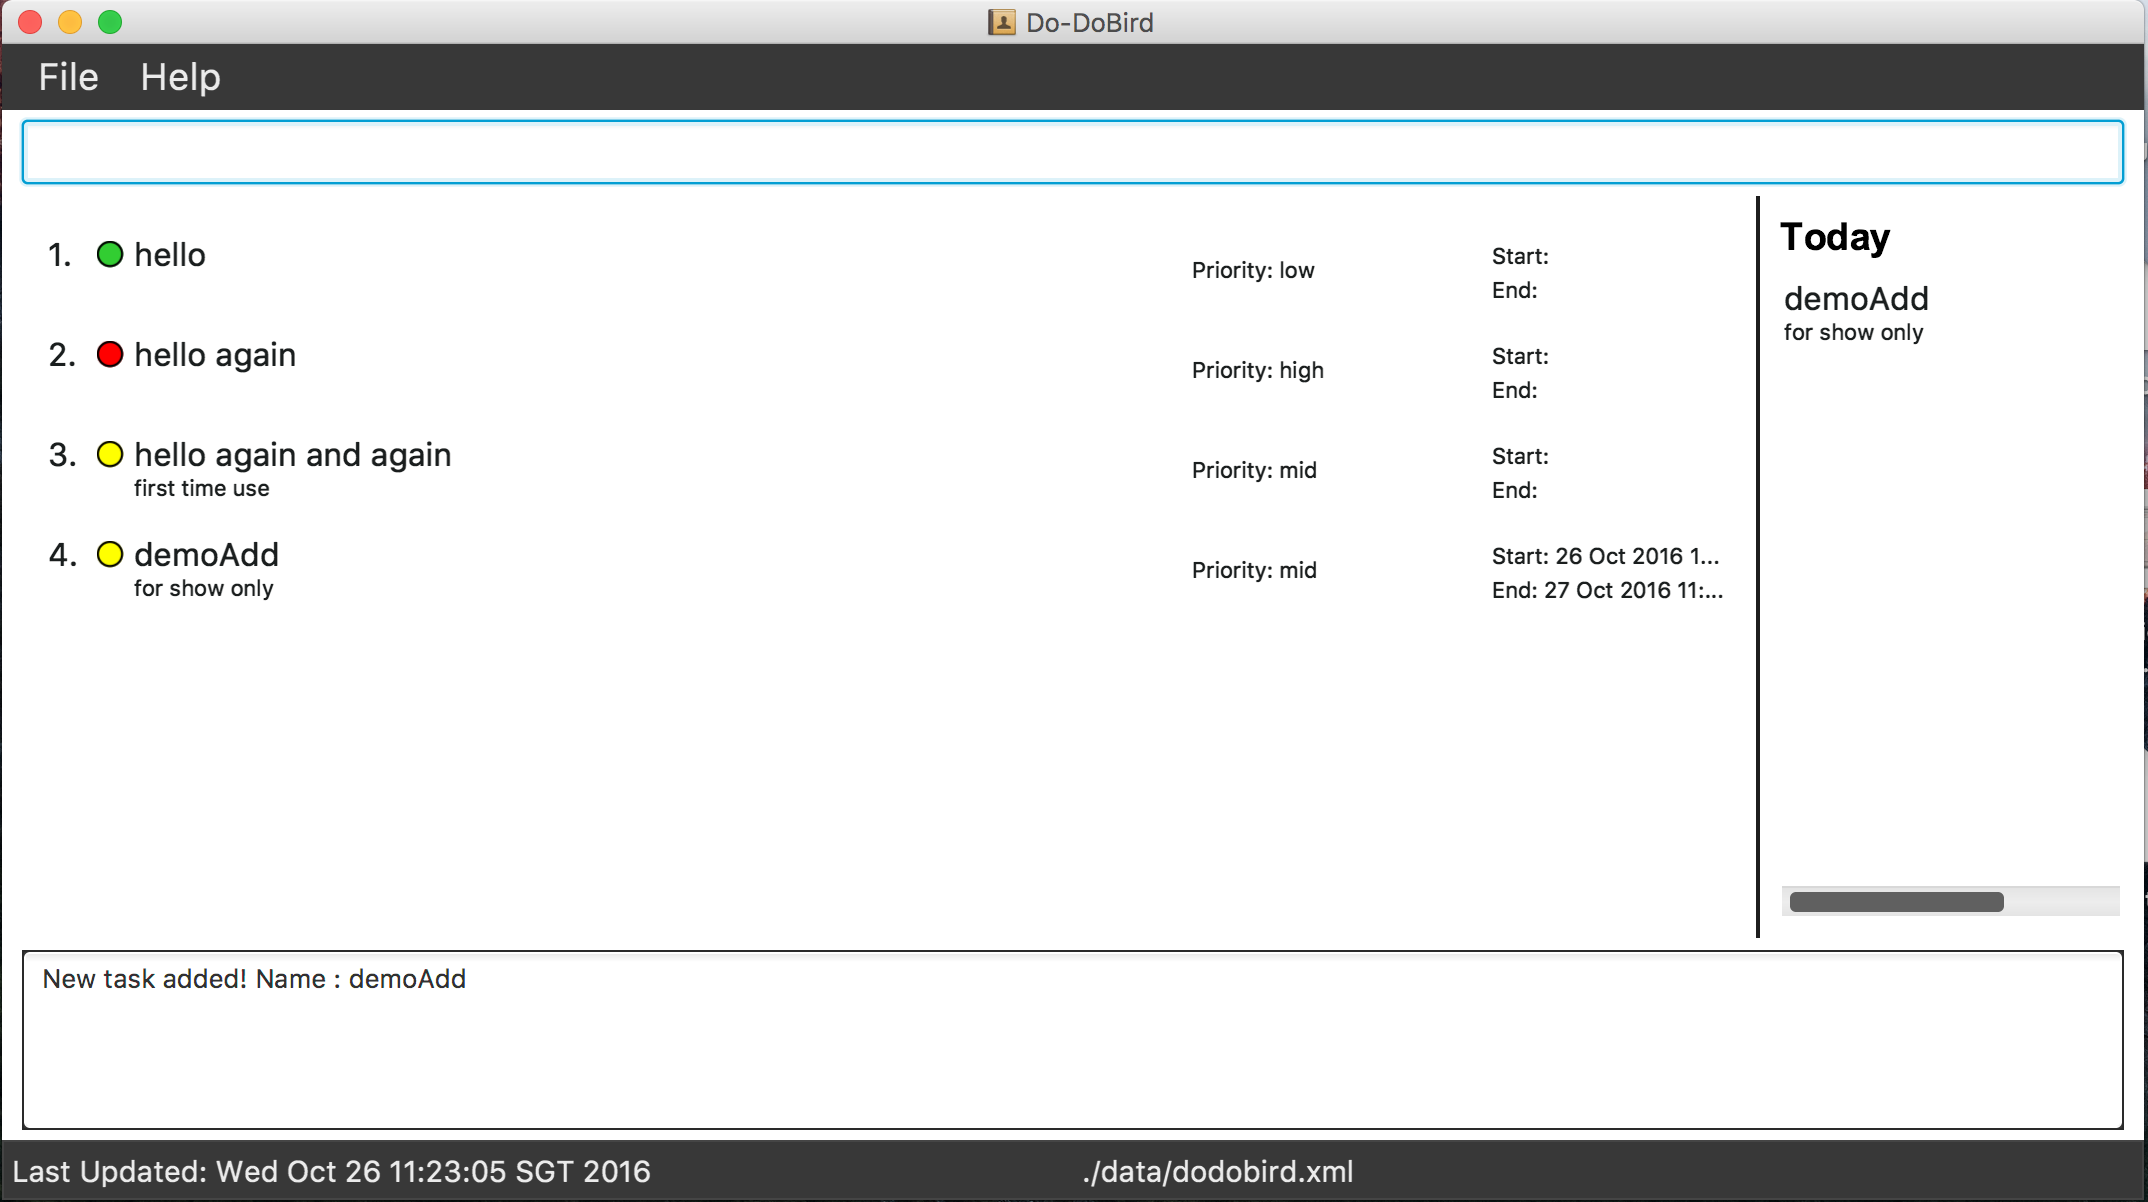 Do-DoBird
File Help
1. hello
Priority: low
Start:
End:
2. hello again
Priority: high
Start:
End:
3. hello again and again
first time use
Priority: mid
Start:
End:
4. demoAdd
for show only
Priority: mid
Start: 26 Oct 2016 1...
End: 27 Oct 2016 11:...
Today
demoAdd
for show only
New task added! Name : demoAdd
Last Updated: Wed Oct 26 11:23:05 SGT 2016
./data/dodobird.xml